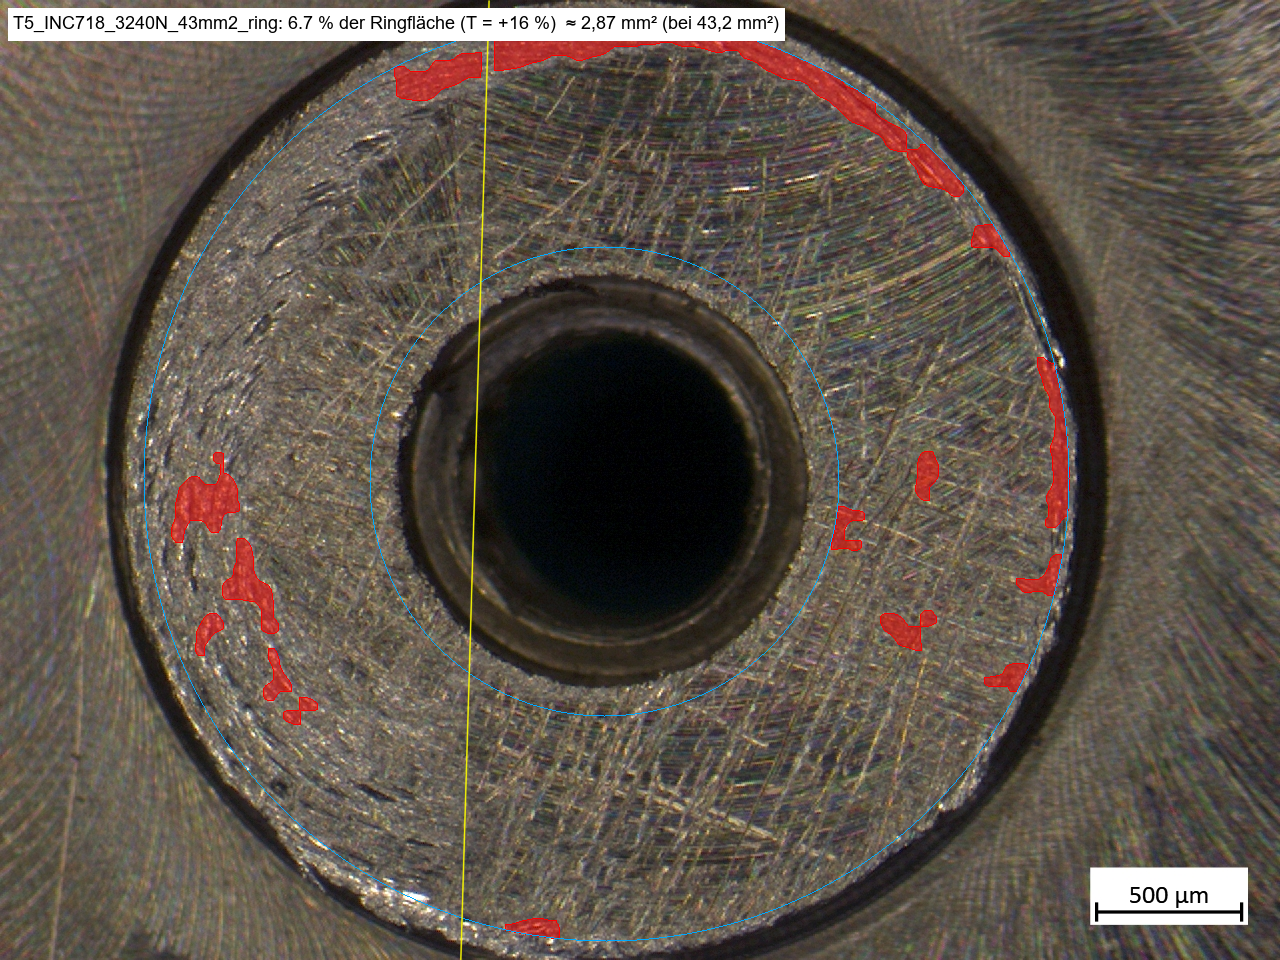 T5_INC718_3240N_43mm2_ring: 6.7 % der Ringfläche (T = +16 %)  ≈ 2,87 mm² (bei 43,2 mm²)
500 µm